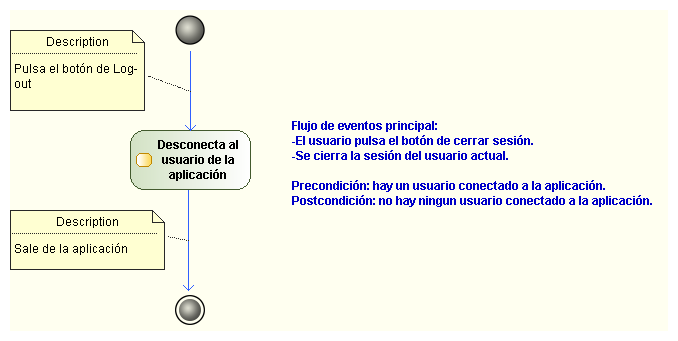 Description
Pulsa el botón de Log-
out
Desconecta al
usuario de la
aplicación
Flujo de eventos principal:
-El usuario pulsa el botón de cerrar sesión.
-Se cierra la sesión del usuario actual.
Precondición: hay un usuario conectado a la aplicación.
Postcondición: no hay ningun usuario conectado a la aplicación.
Description
Sale de la aplicación